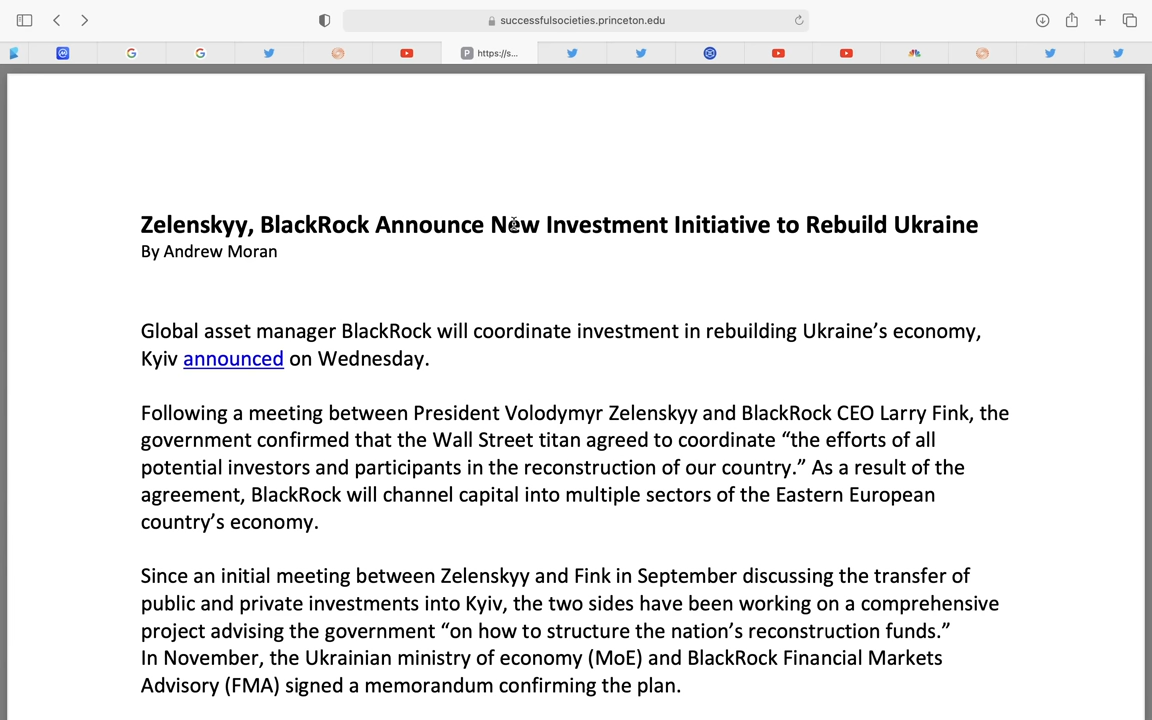 successfulsocieties.princeton.edu
P https://s...
Zelenskyy, BlackRock Announce New Investment Initiative to Rebuild Ukraine
By Andrew Moran
Global asset manager BlackRock will coordinate investment in rebuilding Ukraine’s economy,
Kyiv announced on Wednesday.
Following a meeting between President Volodymyr Zelenskyy and BlackRock CEO Larry Fink, the
government confirmed that the Wall Street titan agreed to coordinate “the efforts of all
potential investors and participants in the reconstruction of our country.” As a result of the
agreement, BlackRock will channel capital into multiple sectors of the Eastern European
country’s economy.
Since an initial meeting between Zelenskyy and Fink in September discussing the transfer of
public and private investments into Kyiv, the two sides have been working on a comprehensive
project advising the government “on how to structure the nation’s reconstruction funds.”
In November, the Ukrainian ministry of economy (MoE) and BlackRock Financial Markets
Advisory (FMA) signed a memorandum confirming the plan.